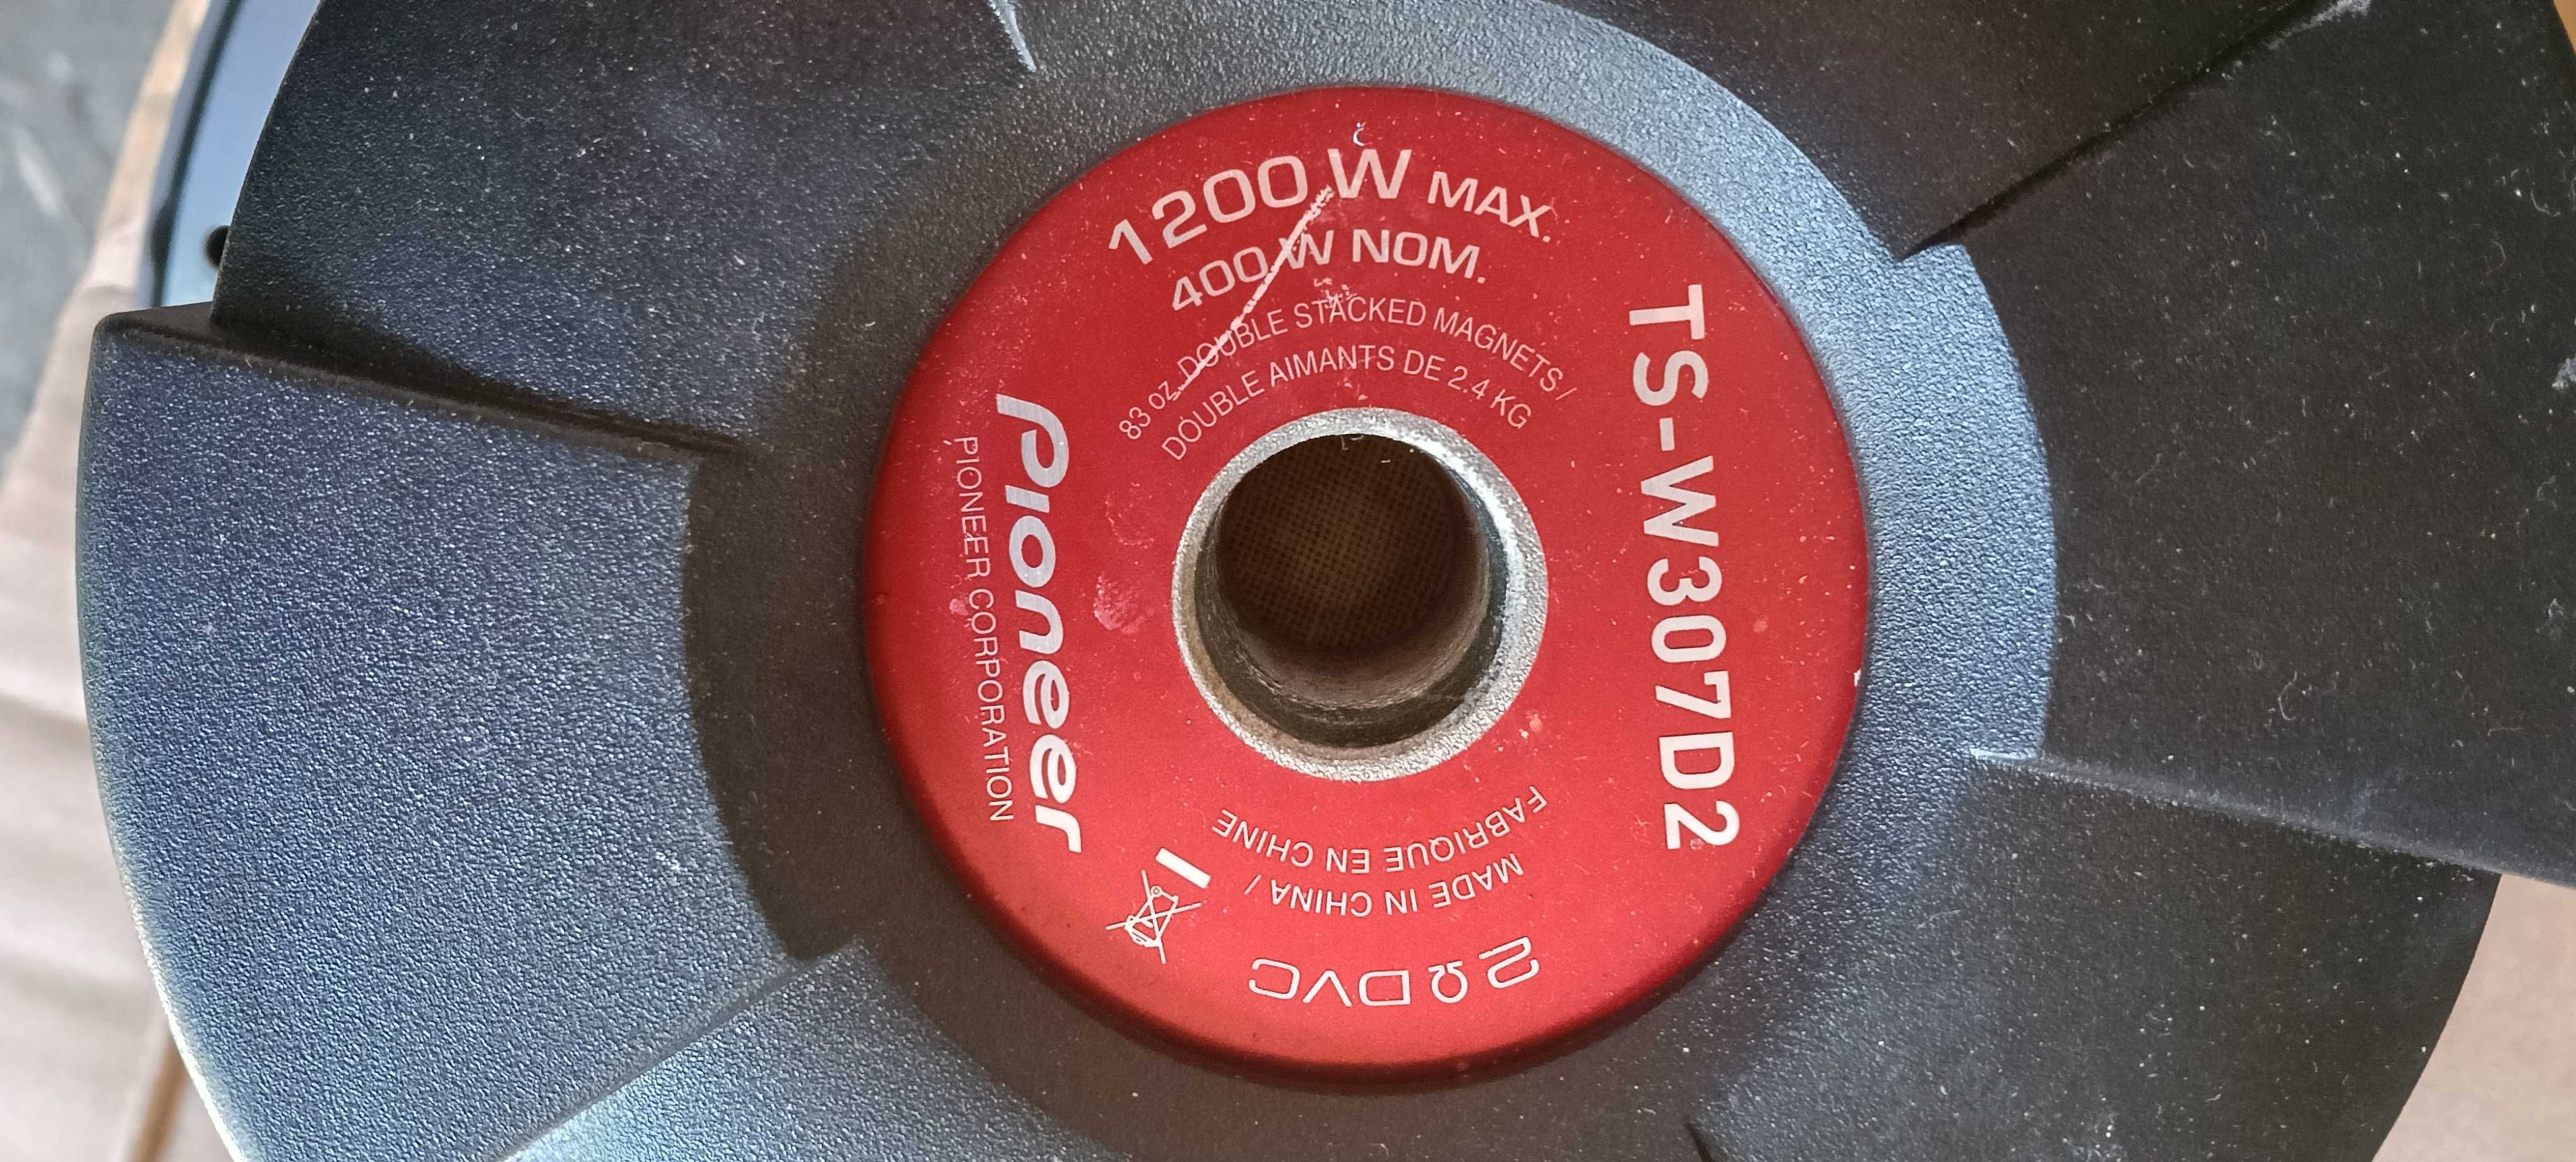 1200 W MAX.
400 W NOM.
83 oz. DOUBLE STACKED MAGNETS /
DOUBLE AIMANTS DE 2.4 KG
TS-W307D2
Pioneer
PIONEER CORPORATION
FABRIQUE EN CHINE
MADE IN CHINA /
2 Ω DVC